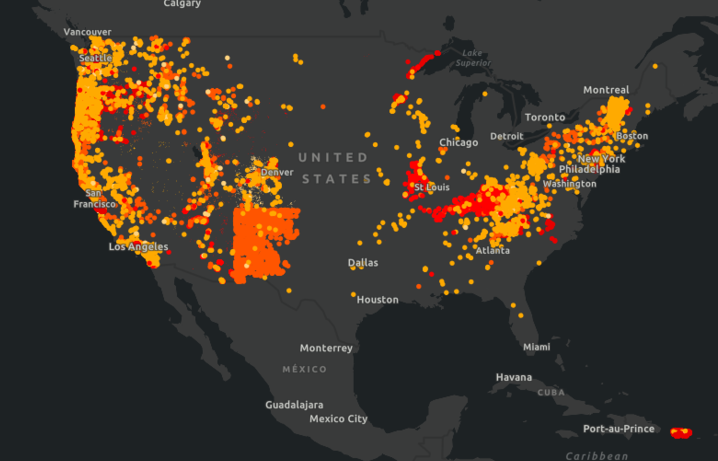 Calgary
Vancouver
Seattle
Lake
Superior
Montreal
Toronto
Detroit
Boston
Chicago
New York
Philadelphia
UNITED
STATES
Denver
St Louis
Washington
San
Francisco
Los Angeles
Atlanta
Dallas
Houston
Monterrey
Miami
MÉXICO
Havana
CUBA
Guadalajara
Mexico City
Port-au-Prince
Caribbean